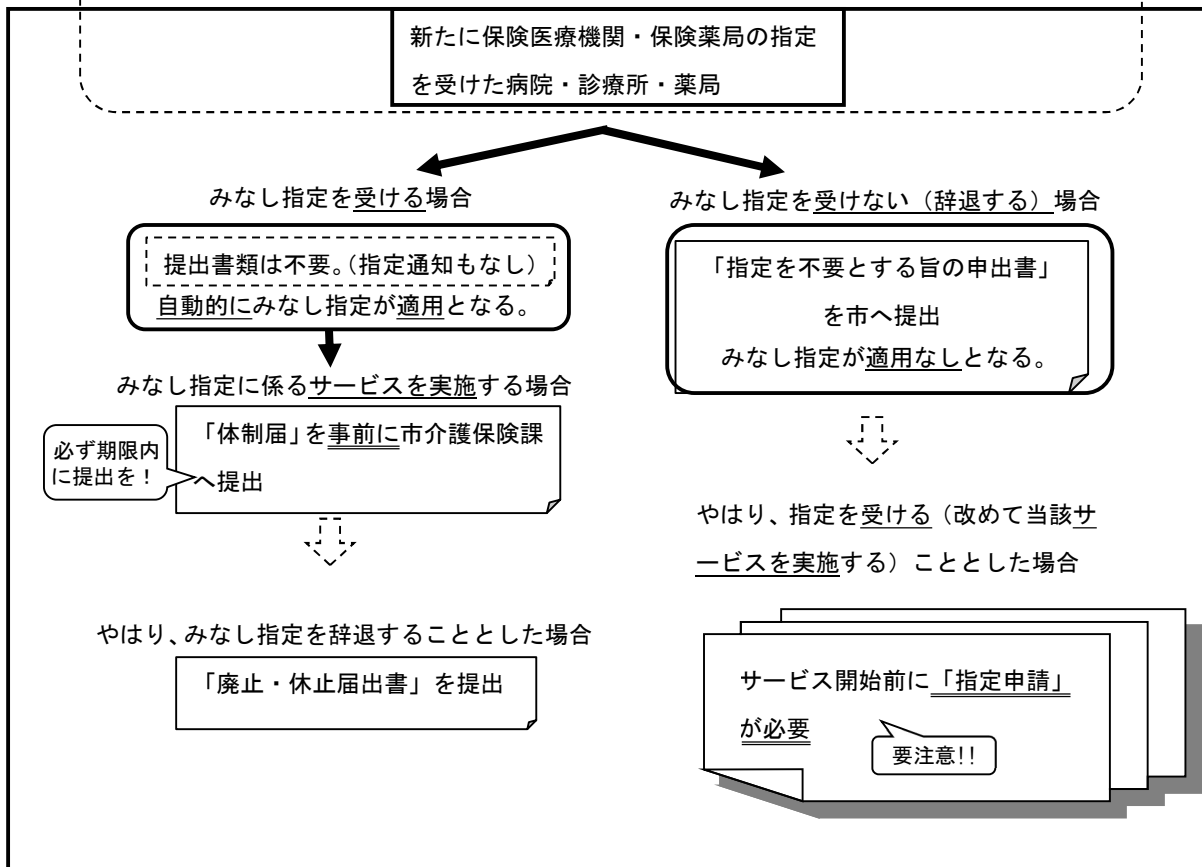 新たに保険医療機関・保険薬局の指定
を受けた病院・診療所・薬局
みなし指定を受ける場合
提出書類は不要。(指定通知もなし)
自動的にみなし指定が適用となる。
みなし指定に係るサービスを実施する場合
「体制届」を事前に市介護保険課
へ提出
必ず期限内
に提出を！
やはり、みなし指定を辞退することとした場合
「廃止・休止届出書」を提出
みなし指定を受けない（辞退する）場合
「指定を不要とする旨の申出書」
を市へ提出
みなし指定が適用なしとなる。
やはり、指定を受ける（改めて当該サ
ービスを実施する）こととした場合
サービス開始前に「指定申請」
が必要
要注意!!